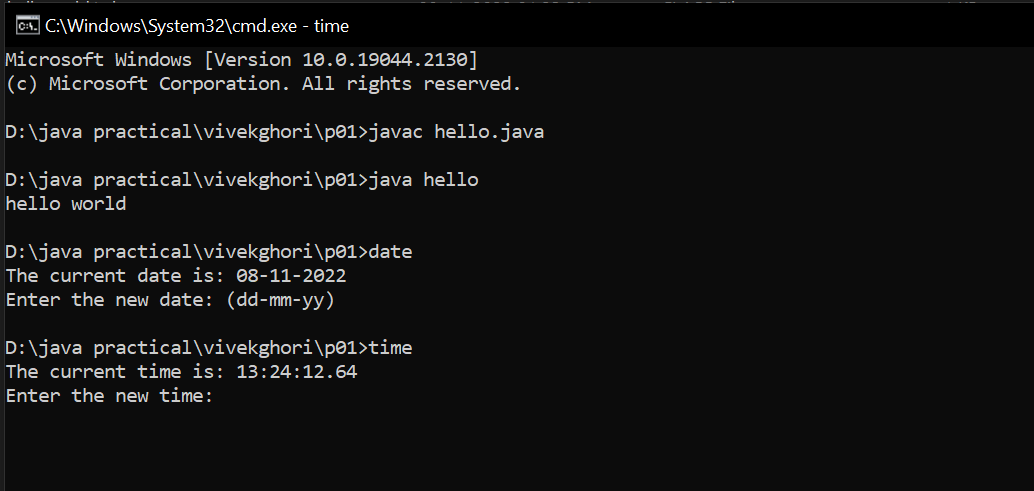 C:\Windows\System32\cmd.exe - time
Microsoft Windows [Version 10.0.19044.2130]
(c) Microsoft Corporation. All rights reserved.
D:\java practical\vivekghori\p01>javac hello.java
D:\java practical\vivekghori\p01>java hello
hello world
D:\java practical\vivekghori\p01>date
The current date is: 08-11-2022
Enter the new date: (dd-mm-yy)
D:\java practical\vivekghori\p01>time
The current time is: 13:24:12.64
Enter the new time: